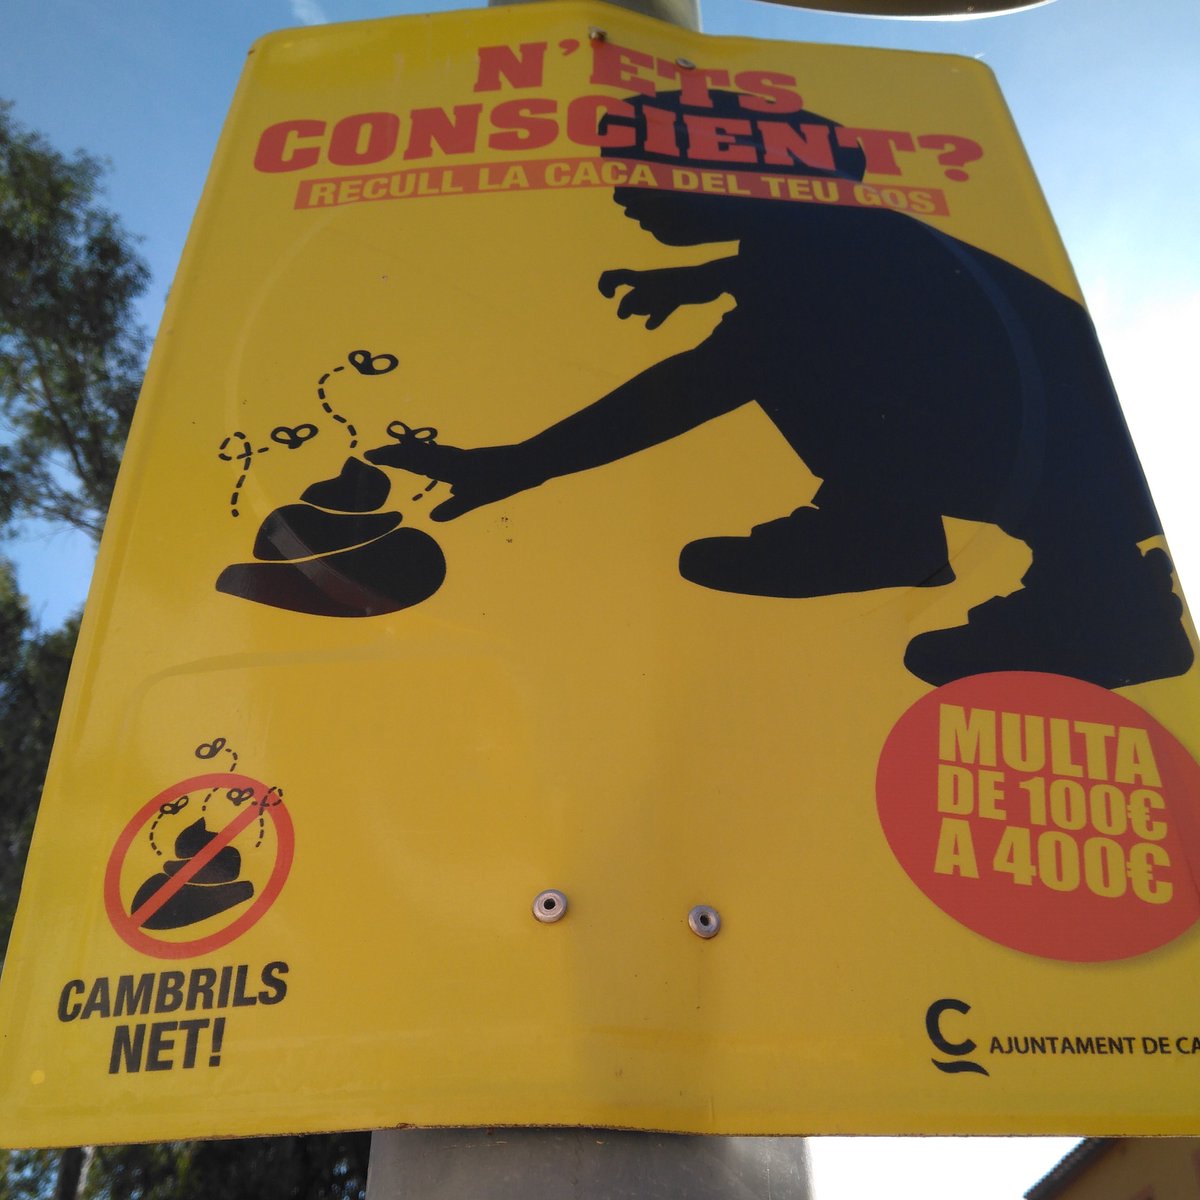 N'ETS
CONSCIENT?
RECULL LA CACA DEL TEU GOS
MULTA
DE 100€
A 400€
CAMBRILS
NET!
C AJUNTAMENT DE CA